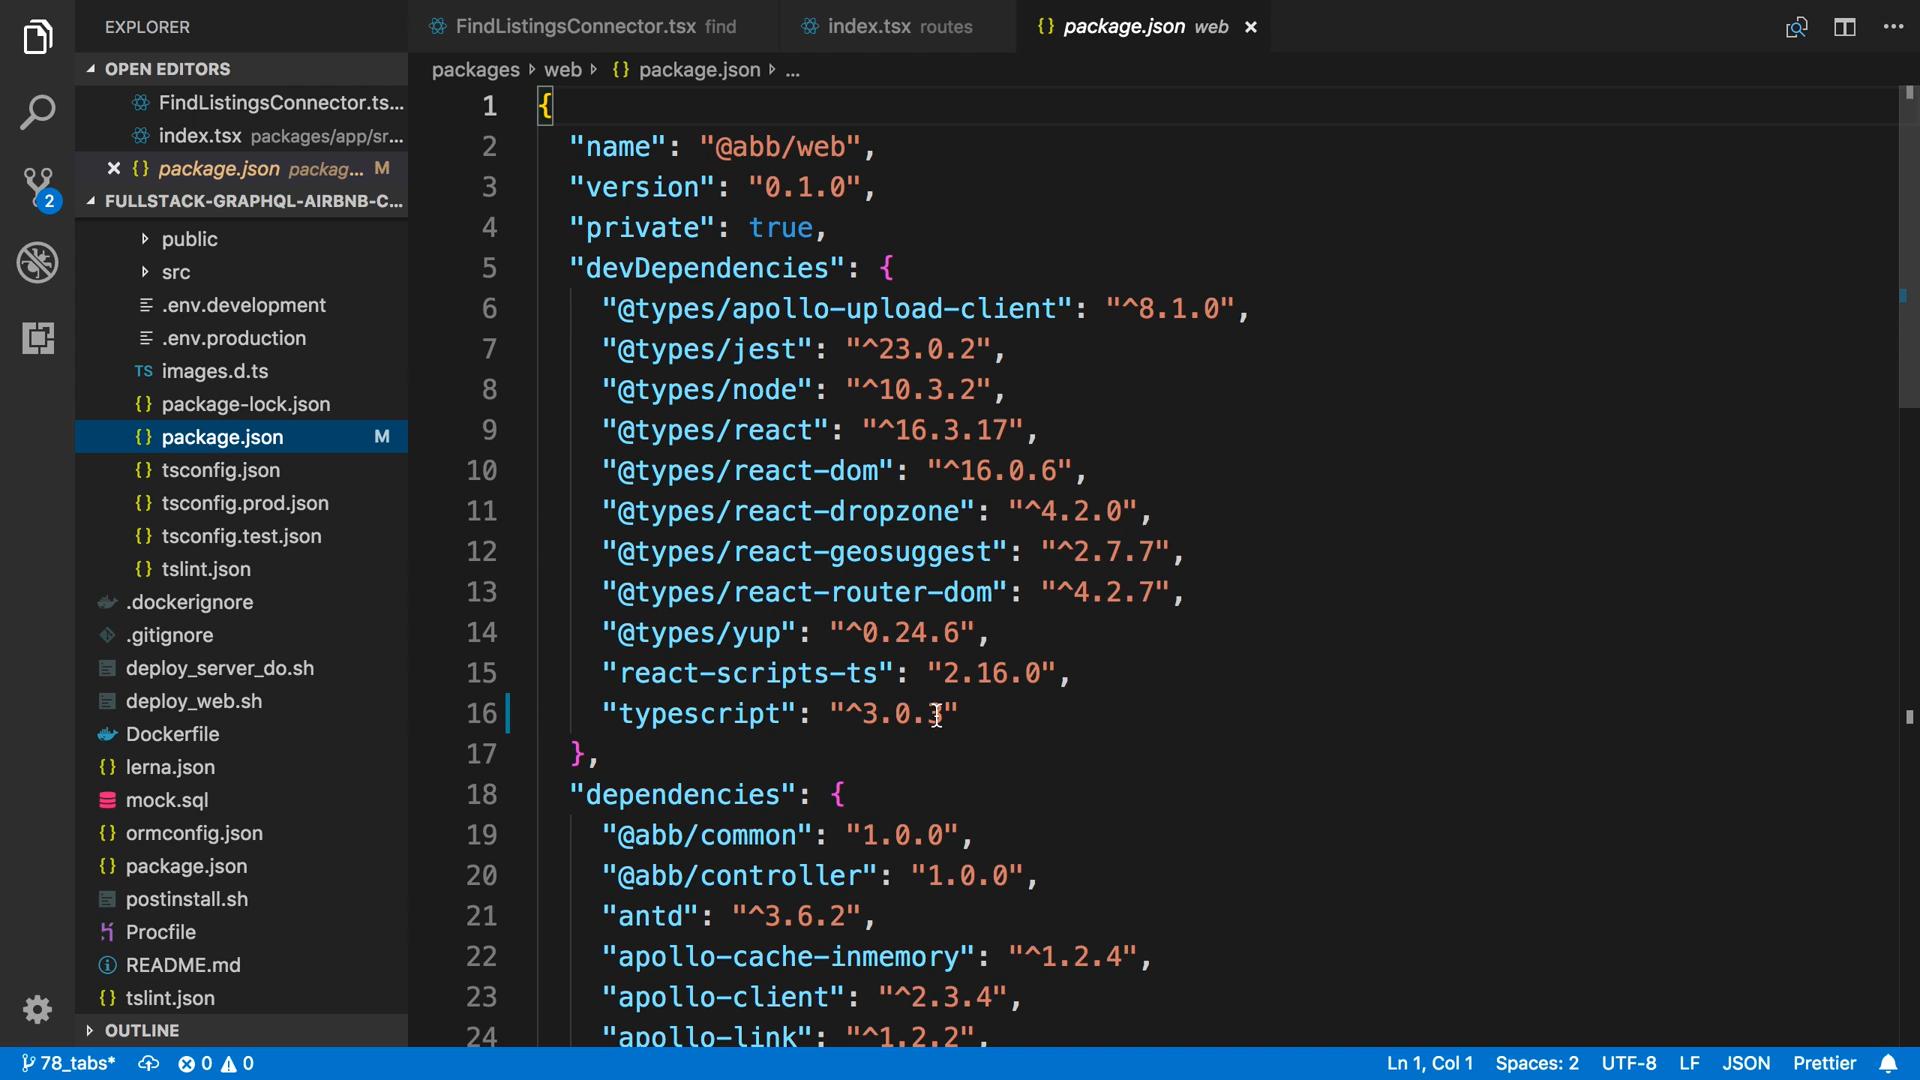 EXPLORER
FindListingsConnector.tsx find
index.tsx routes
{} package.json web ×
OPEN EDITORS
FindListingsConnector.ts...
index.tsx packages/app/sr...
× {} package.json packag... M
2
FULLSTACK-GRAPHQL-AIRBNB-C...
public
src
.env.development
.env.production
TS images.d.ts
{} package-lock.json
{} package.json M
{} tsconfig.json
{} tsconfig.prod.json
{} tsconfig.test.json
{} tslint.json
.dockerignore
.gitignore
deploy_server_do.sh
deploy_web.sh
Dockerfile
{} lerna.json
mock.sql
{} ormconfig.json
{} package.json
postinstall.sh
Procfile
README.md
{} tslint.json
OUTLINE
packages web {} package.json ...
1 {
2 "name": "@abb/web",
3 "version": "0.1.0",
4 "private": true,
5 "devDependencies": {
6 "@types/apollo-upload-client": "^8.1.0",
7 "@types/jest": "^23.0.2",
8 "@types/node": "^10.3.2",
9 "@types/react": "^16.3.17",
10 "@types/react-dom": "^16.0.6",
11 "@types/react-dropzone": "^4.2.0",
12 "@types/react-geosuggest": "^2.7.7",
13 "@types/react-router-dom": "^4.2.7",
14 "@types/yup": "^0.24.6",
15 "react-scripts-ts": "2.16.0",
16 "typescript": "^3.0.3"
17 },
18 "dependencies": {
19 "@abb/common": "1.0.0",
20 "@abb/controller": "1.0.0",
21 "antd": "^3.6.2",
22 "apollo-cache-inmemory": "^1.2.4",
23 "apollo-client": "^2.3.4",
24 "apollo-link": "^1.2.2",
78_tabs* 0 0 Ln 1, Col 1 Spaces: 2 UTF-8 LF JSON Prettier